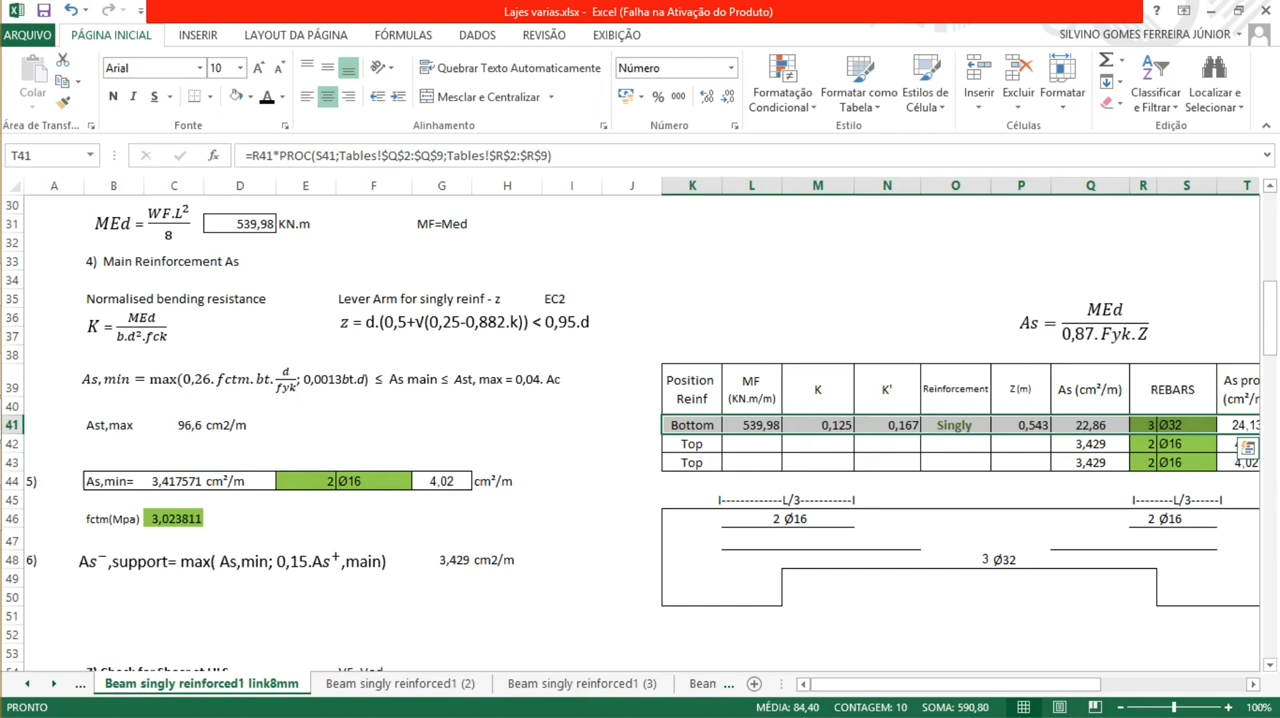 Lajes varias.xlsx - Excel (Falha na Ativação do Produto)
ARQUIVO PÁGINA INICIAL INSERIR LAYOUT DA PÁGINA FÓRMULAS DADOS REVISÃO EXIBIÇÃO SILVINO GOMES FERREIRA JÚNIOR
Colar
Arial 10
N I S
Quebrar Texto Automaticamente
Mesclar e Centralizar
Número
% 000
Formatação Condicional
Formatar como Tabela
Estilos de Célula
Inserir Excluir Formatar
Classificar e Filtrar
Localizar e Selecionar
Área de Transf... Fonte Alinhamento Número Estilo Células Edição
T41 fx =R41*PROC(S41;Tables!$Q$2:$Q$9;Tables!$R$2:$R$9)
A B C D E F G H I J K L M N O P Q R S T
30
31 MEd = WF.L²/8 539,98 KN.m MF=Med
32
33 4) Main Reinforcement As
34
35 Normalised bending resistance Lever Arm for singly reinf - z EC2
36 K = MEd/b.d².fck z = d.(0,5+√(0,25-0,882.k)) < 0,95.d As = MEd/0,87.Fyk.Z
37
38
39 As, min = max(0,26. fctm. bt. d/fyk; 0,0013bt.d) ≤ As main ≤ Ast, max = 0,04. Ac
Position Reinf MF (KN.m/m) K K' Reinforcement Z (m) As (cm²/m) REBARS
40
41 Ast,max 96,6 cm2/m Bottom 539,98 0,125 0,167 Singly 0,543 22,86 3 Ø32 24,13
42 Top 3,429 2 Ø16
43 Top 3,429 2 Ø16 4,02
44 5) As,min= 3,417571 cm²/m 2 Ø16 4,02 cm²/m
45 I-------------L/3-----------I I--------L/3------I
46 fctm(Mpa) 3,023811 2 Ø16 2 Ø16
47
48 6) As⁻,support= max( As,min; 0,15.As⁺,main) 3,429 cm2/m 3 Ø32
49
50
51
52
53
... Beam singly reinforced1 link8mm Beam singly reinforced1 (2) Beam singly reinforced1 (3) Bean ...
PRONTO MÉDIA: 84,40 CONTAGEM: 10 SOMA: 590,80 100%